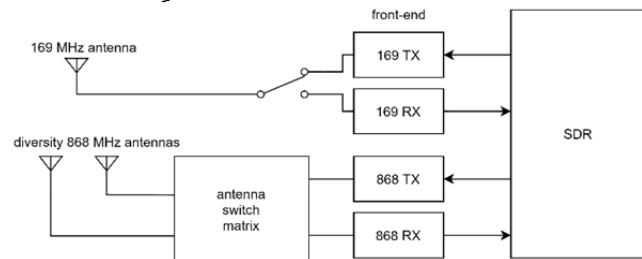 front-end
169 MHz antenna
169 TX
169 RX
SDR
diversity 868 MHz antennas
antenna
switch
matrix
868 TX
868 RX